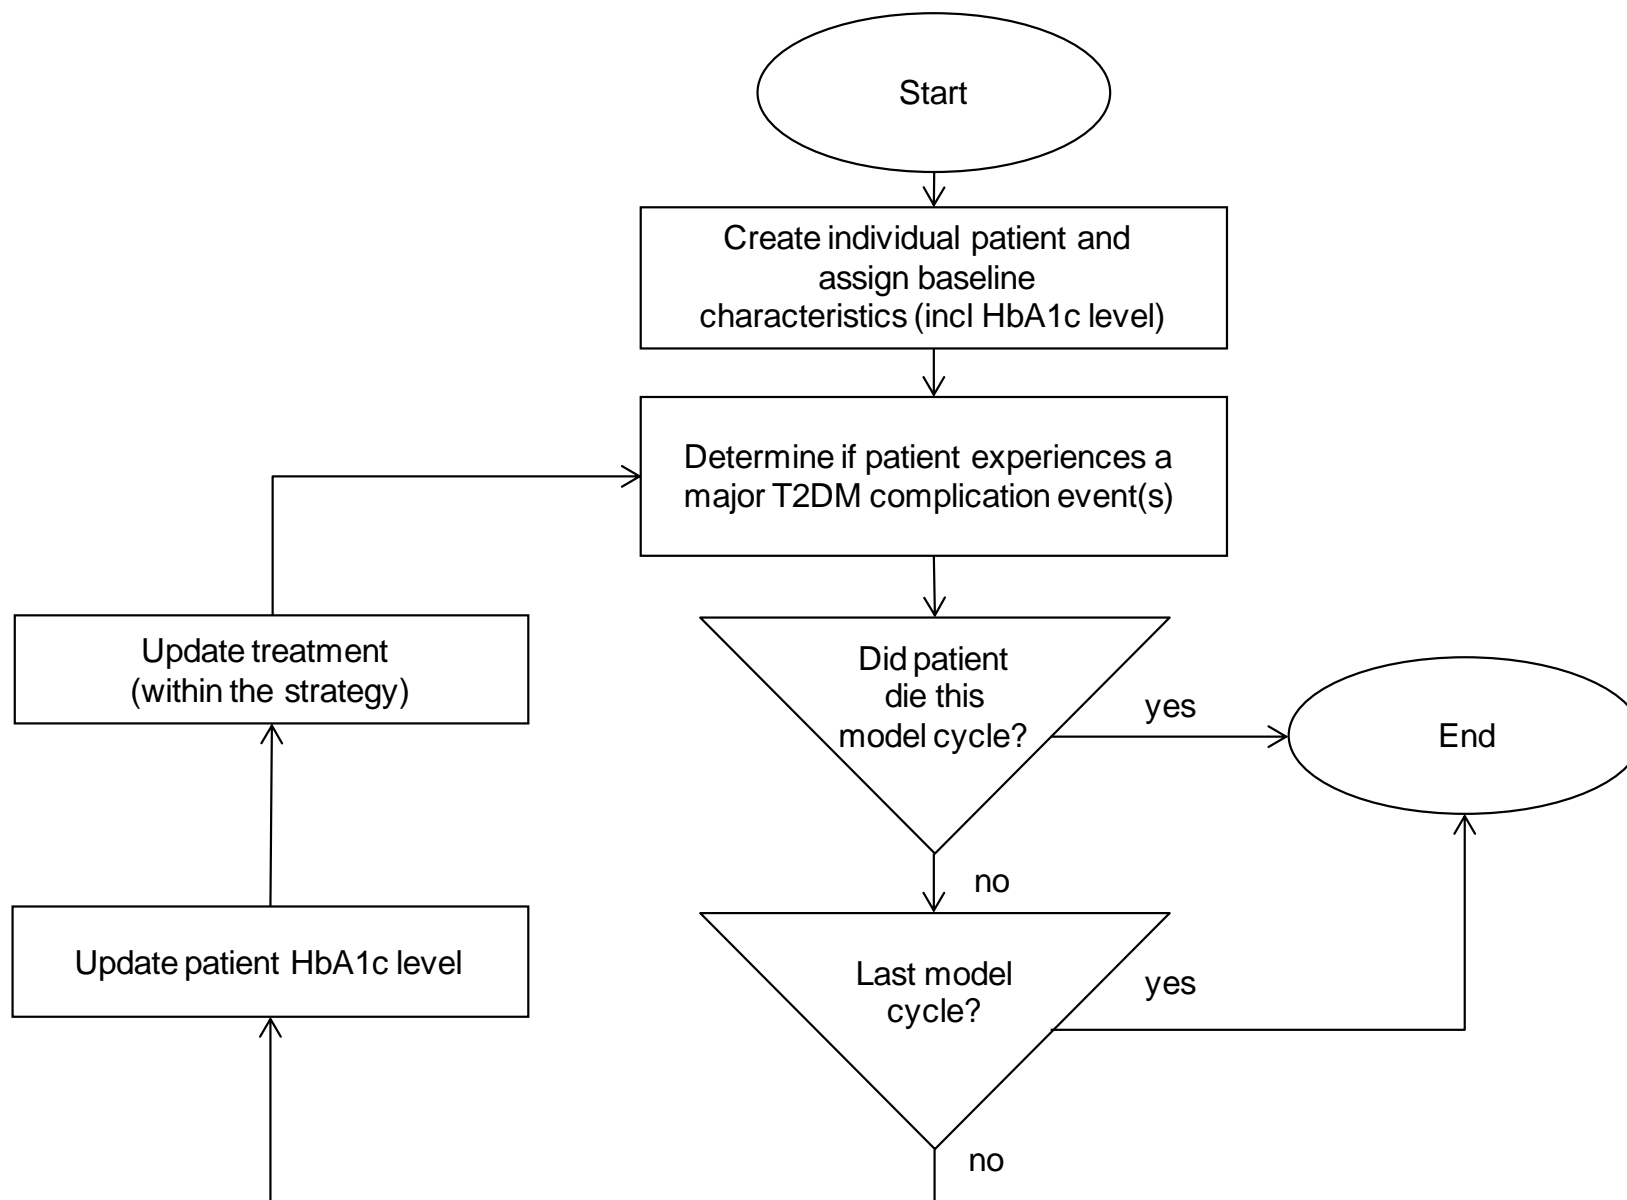 Start
Create individual patient and
assign baseline
characteristics (incl HbA1c level)
Determine if patient experiences a
major T2DM complication event(s)
Update treatment
(within the strategy)
Did patient
die this
model cycle?
yes
End
no
Update patient HbA1c level
Last model
cycle?
yes
no